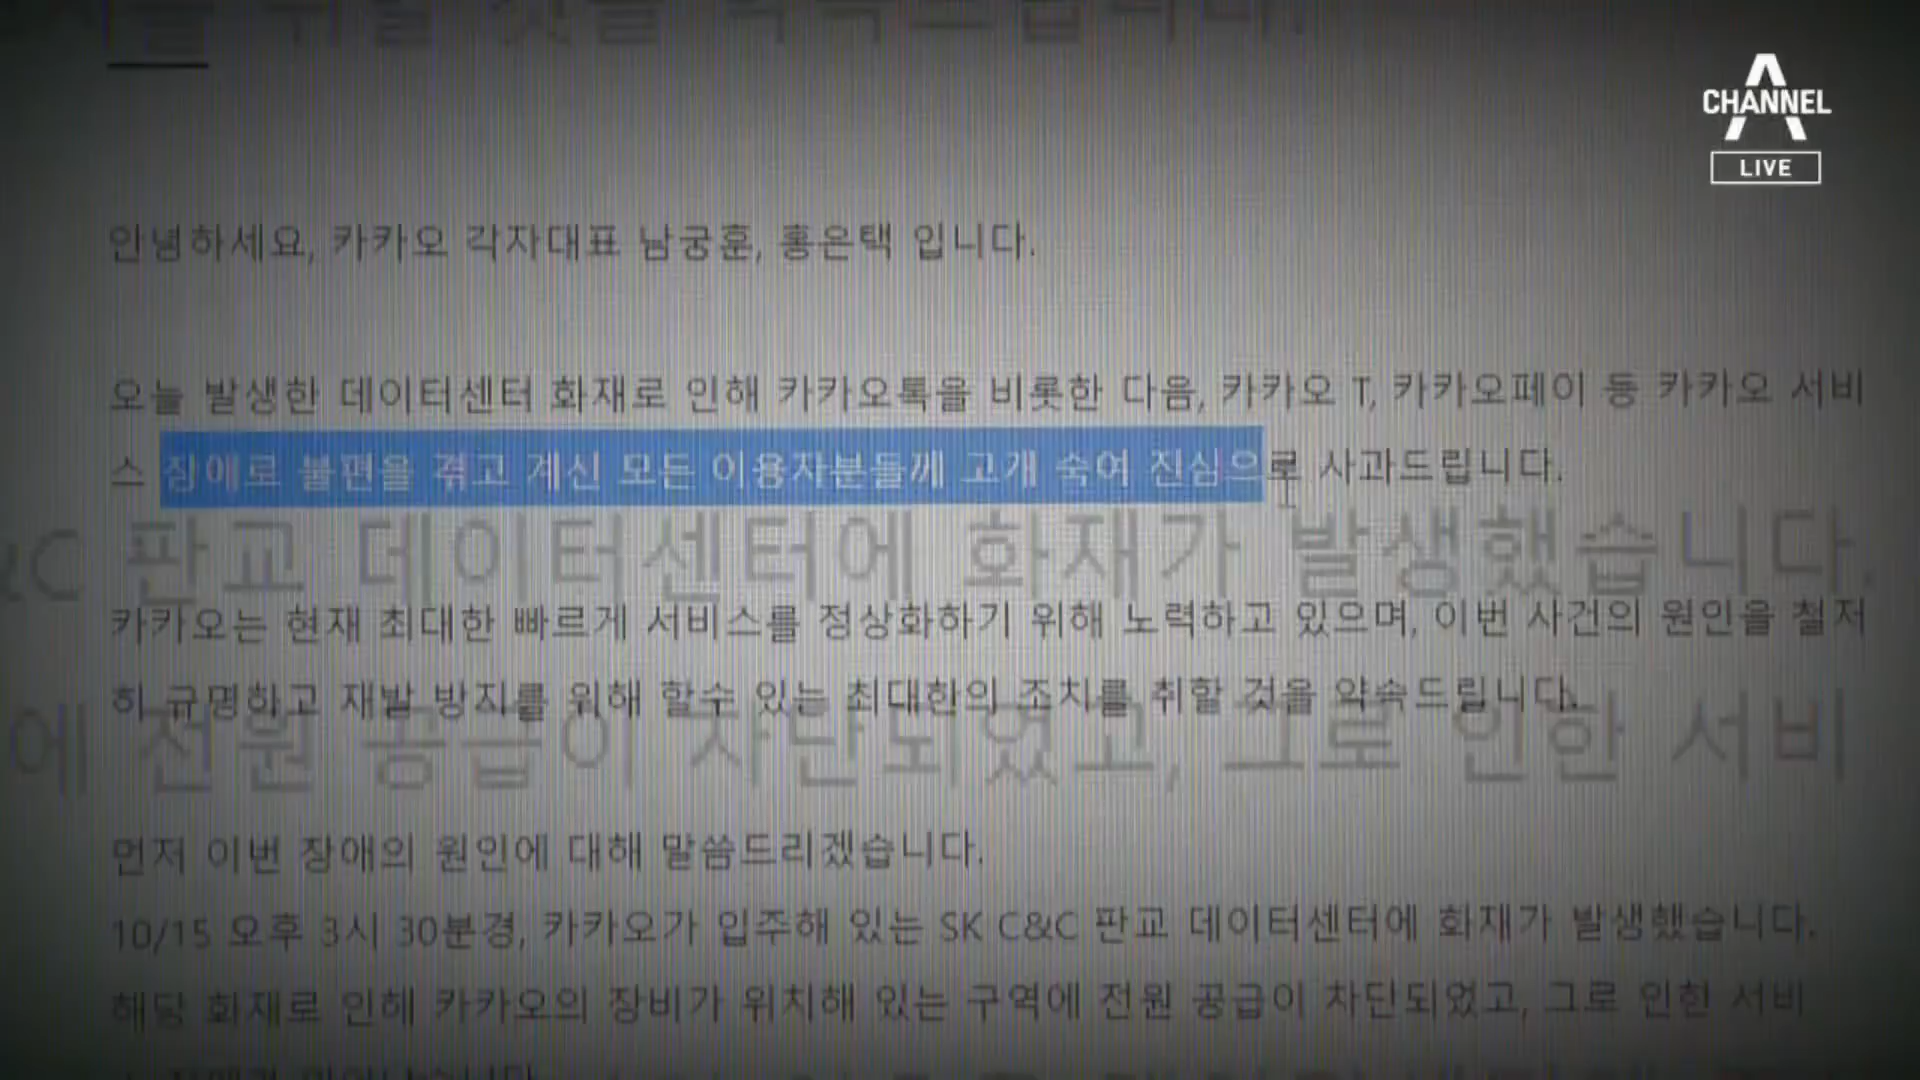 CHANNEL A
LIVE
안녕하세요, 카카오 각자대표 남궁훈, 홍은택 입니다.
오늘 발생한 데이터센터 화재로 인해 카카오톡을 비롯한 다음, 카카오 T, 카카오페이 등 카카오 서비
스 장애로 불편을 겪고 계신 모든 이용자분들께 고개 숙여 진심으로 사과드립니다.
&C 판교 데이터센터에 화재가 발생했습니다.
카카오는 현재 최대한 빠르게 서비스를 정상화하기 위해 노력하고 있으며, 이번 사건의 원인을 철저
히 규명하고 재발 방지를 위해 할수 있는 최대한의 조치를 취할 것을 약속드립니다.
에 전원 공급이 차단되었고, 그로 인한 서비
먼저 이번 장애의 원인에 대해 말씀드리겠습니다.
10/15 오후 3시 30분경, 카카오가 입주해 있는 SK C&C 판교 데이터센터에 화재가 발생했습니다.
해당 화재로 인해 카카오의 장비가 위치해 있는 구역에 전원 공급이 차단되었고, 그로 인한 서비